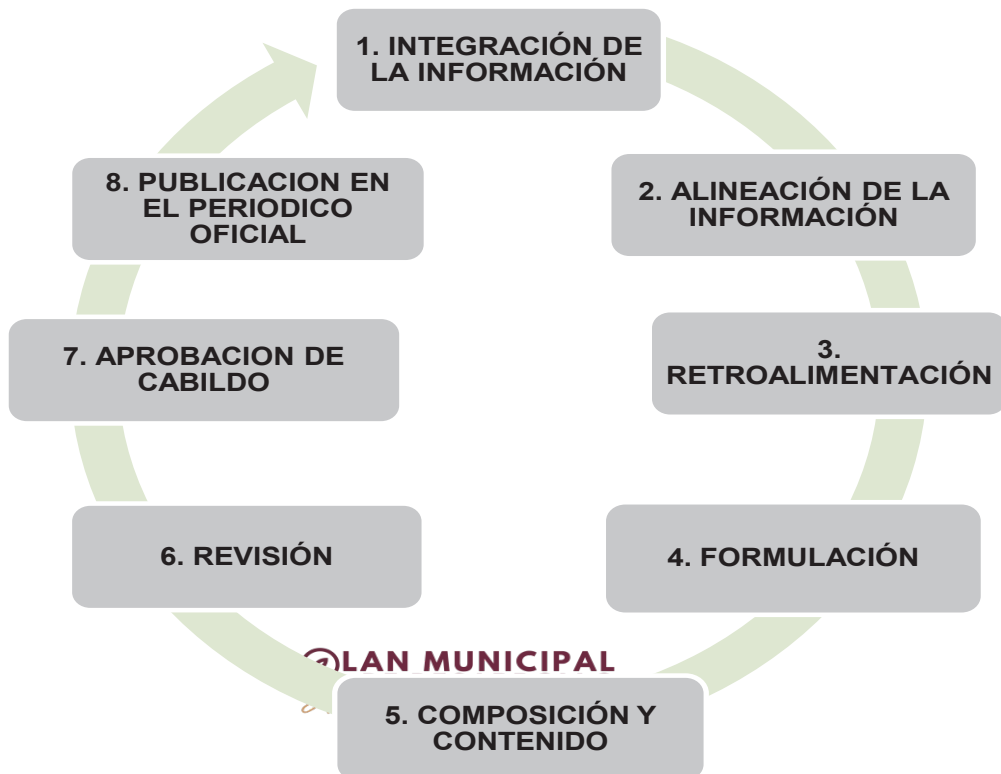 1. INTEGRACIÓN DE
LA INFORMACIÓN
2. ALINEACIÓN DE LA
INFORMACIÓN
3.
RETROALIMENTACIÓN
4. FORMULACIÓN
5. COMPOSICIÓN Y
CONTENIDO
6. REVISIÓN
7. APROBACION DE
CABILDO
8. PUBLICACION EN
EL PERIODICO
OFICIAL
LAN MUNICIPAL